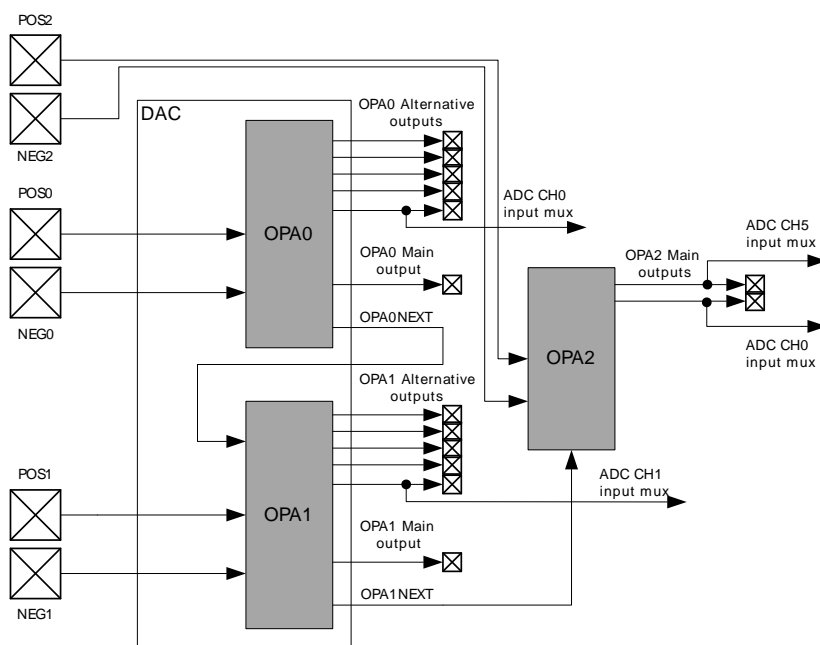 POS2
NEG2
DAC
OPA0 Alternative
outputs
POS0
OPA0
ADC CH0
input mux
NEG0
OPA0 Main
output
OPA0NEXT
OPA2 Main
outputs
ADC CH5
input mux
OPA2
ADC CH0
input mux
OPA1 Alternative
outputs
POS1
OPA1
ADC CH1
input mux
NEG1
OPA1 Main
output
OPA1NEXT